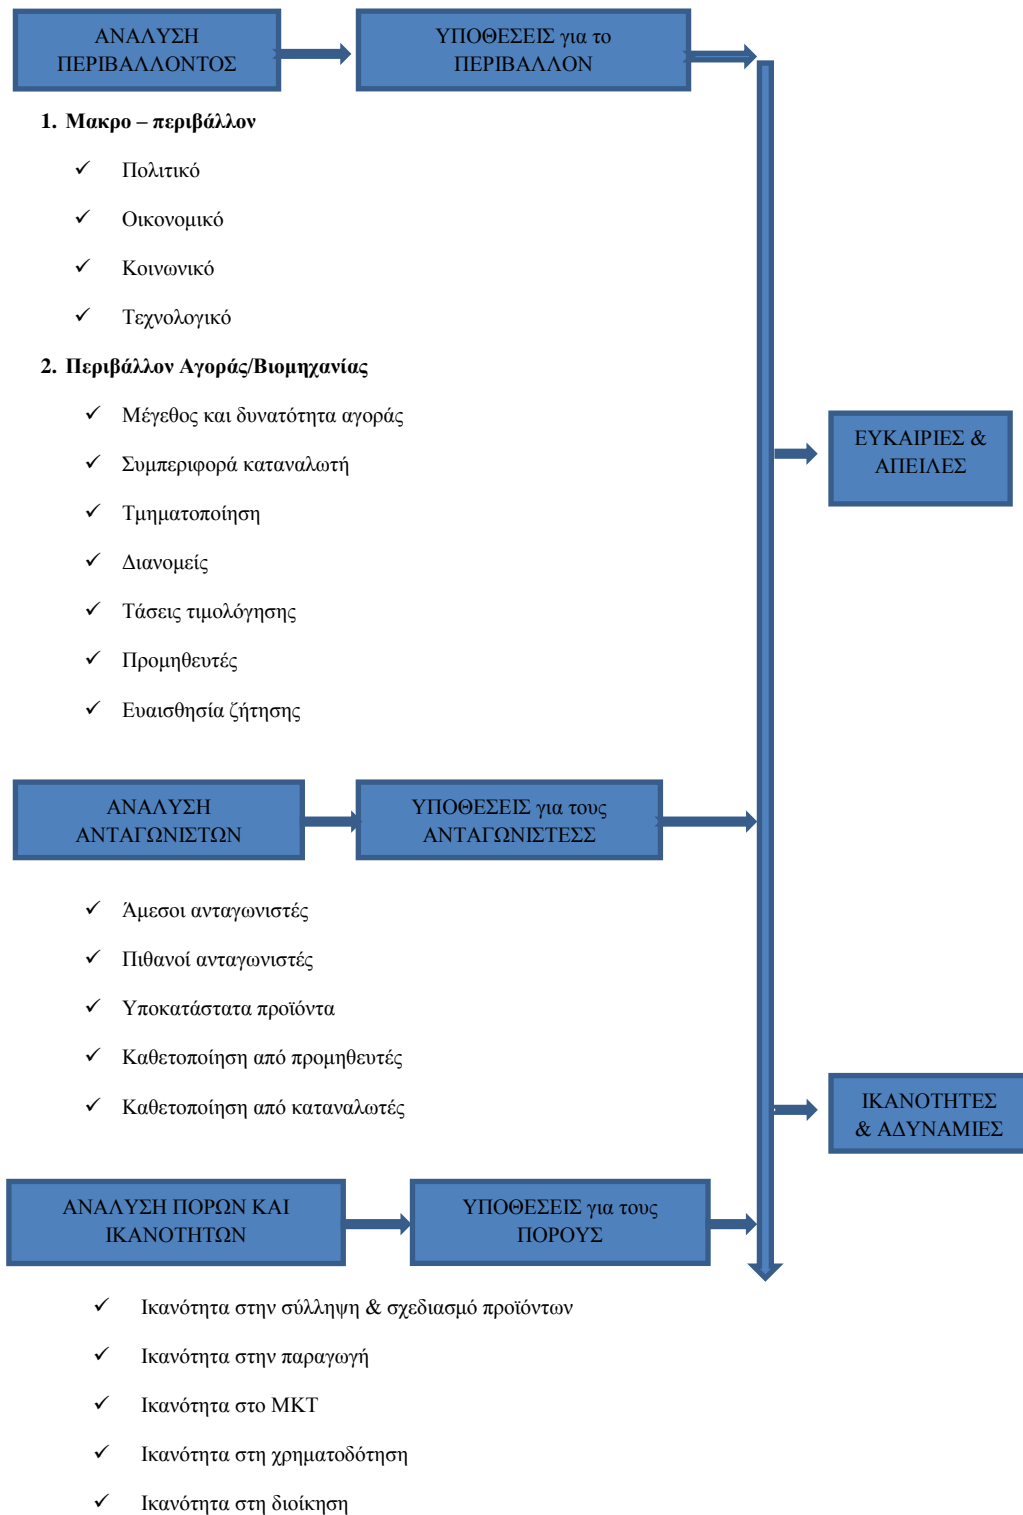 ΑΝΑΛΥΣΗ
ΠΕΡΙΒΑΛΛΟΝΤΟΣ
ΥΠΟΘΕΣΕΙΣ για το
ΠΕΡΙΒΑΛΛΟΝ
1. Μακρο – περιβάλλον
✓ Πολιτικό
✓ Οικονομικό
✓ Κοινωνικό
✓ Τεχνολογικό
2. Περιβάλλον Αγοράς/Βιομηχανίας
✓ Μέγεθος και δυνατότητα αγοράς
✓ Συμπεριφορά καταναλωτή
✓ Τμηματοποίηση
✓ Διανομείς
✓ Τάσεις τιμολόγησης
✓ Προμηθευτές
✓ Ευαισθησία ζήτησης
ΕΥΚΑΙΡΙΕΣ &
ΑΠΕΙΛΕΣ
ΑΝΑΛΥΣΗ
ΑΝΤΑΓΩΝΙΣΤΩΝ
ΥΠΟΘΕΣΕΙΣ για τους
ΑΝΤΑΓΩΝΙΣΤΕΣΣ
✓ Άμεσοι ανταγωνιστές
✓ Πιθανοί ανταγωνιστές
✓ Υποκατάστατα προϊόντα
✓ Καθετοποίηση από προμηθευτές
✓ Καθετοποίηση από καταναλωτές
ΙΚΑΝΟΤΗΤΕΣ
& ΑΔΥΝΑΜΙΕΣ
ΑΝΑΛΥΣΗ ΠΟΡΩΝ ΚΑΙ
ΙΚΑΝΟΤΗΤΩΝ
ΥΠΟΘΕΣΕΙΣ για τους
ΠΟΡΟΥΣ
✓ Ικανότητα στην σύλληψη & σχεδιασμό προϊόντων
✓ Ικανότητα στην παραγωγή
✓ Ικανότητα στο ΜΚΤ
✓ Ικανότητα στη χρηματοδότηση
✓ Ικανότητα στη διοίκηση